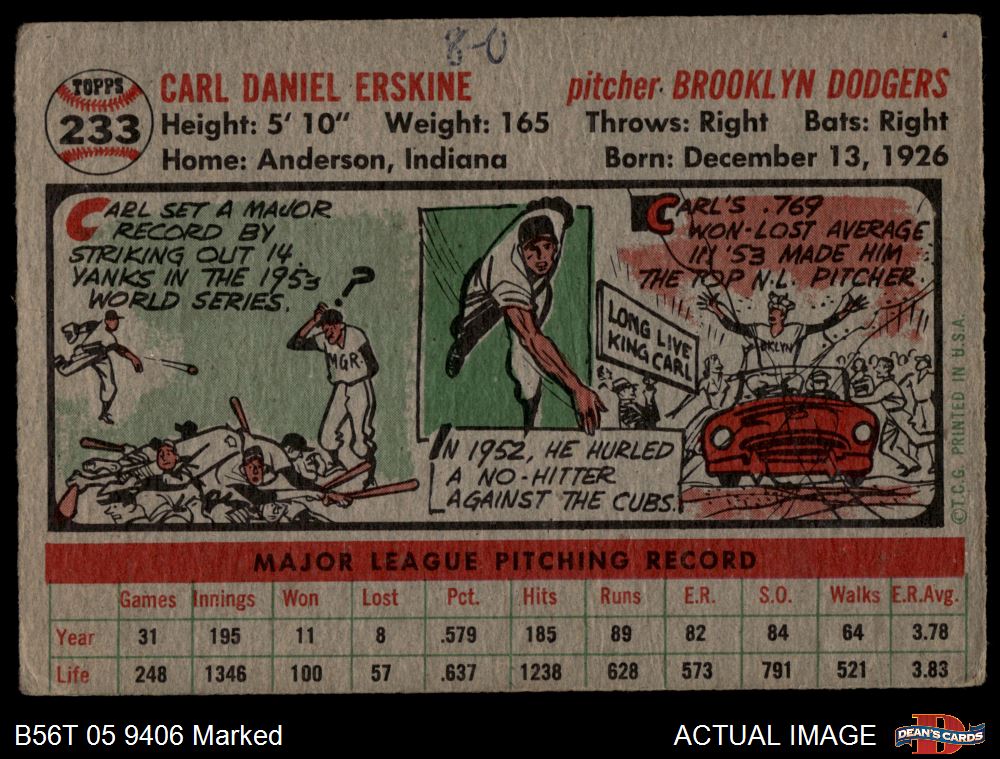 8-0
TOPPS
233
CARL DANIEL ERSKINE pitcher BROOKLYN DODGERS
Height: 5' 10" Weight: 165 Throws: Right Bats: Right
Home: Anderson, Indiana Born: December 13, 1926
CARL SET A MAJOR
RECORD BY
STRIKING OUT 14
YANKS IN THE 1953
WORLD SERIES.
?
MGR.
IN 1952, HE HURLED
A NO-HITTER
AGAINST THE CUBS.
CARL'S .769
WON-LOST AVERAGE
IN '53 MADE HIM
THE TOP N.L. PITCHER.
LONG LIVE
KING CARL
BKLYN
© T.C.G. PRINTED IN U.S.A.
MAJOR LEAGUE PITCHING RECORD
Games Innings Won Lost Pct. Hits Runs E.R. S.O. Walks E.R.Avg.
Year 31 195 11 8 .579 185 89 82 84 64 3.78
Life 248 1346 100 57 .637 1238 628 573 791 521 3.83
B56T 05 9406 Marked ACTUAL IMAGE
DEAN'S CARDS